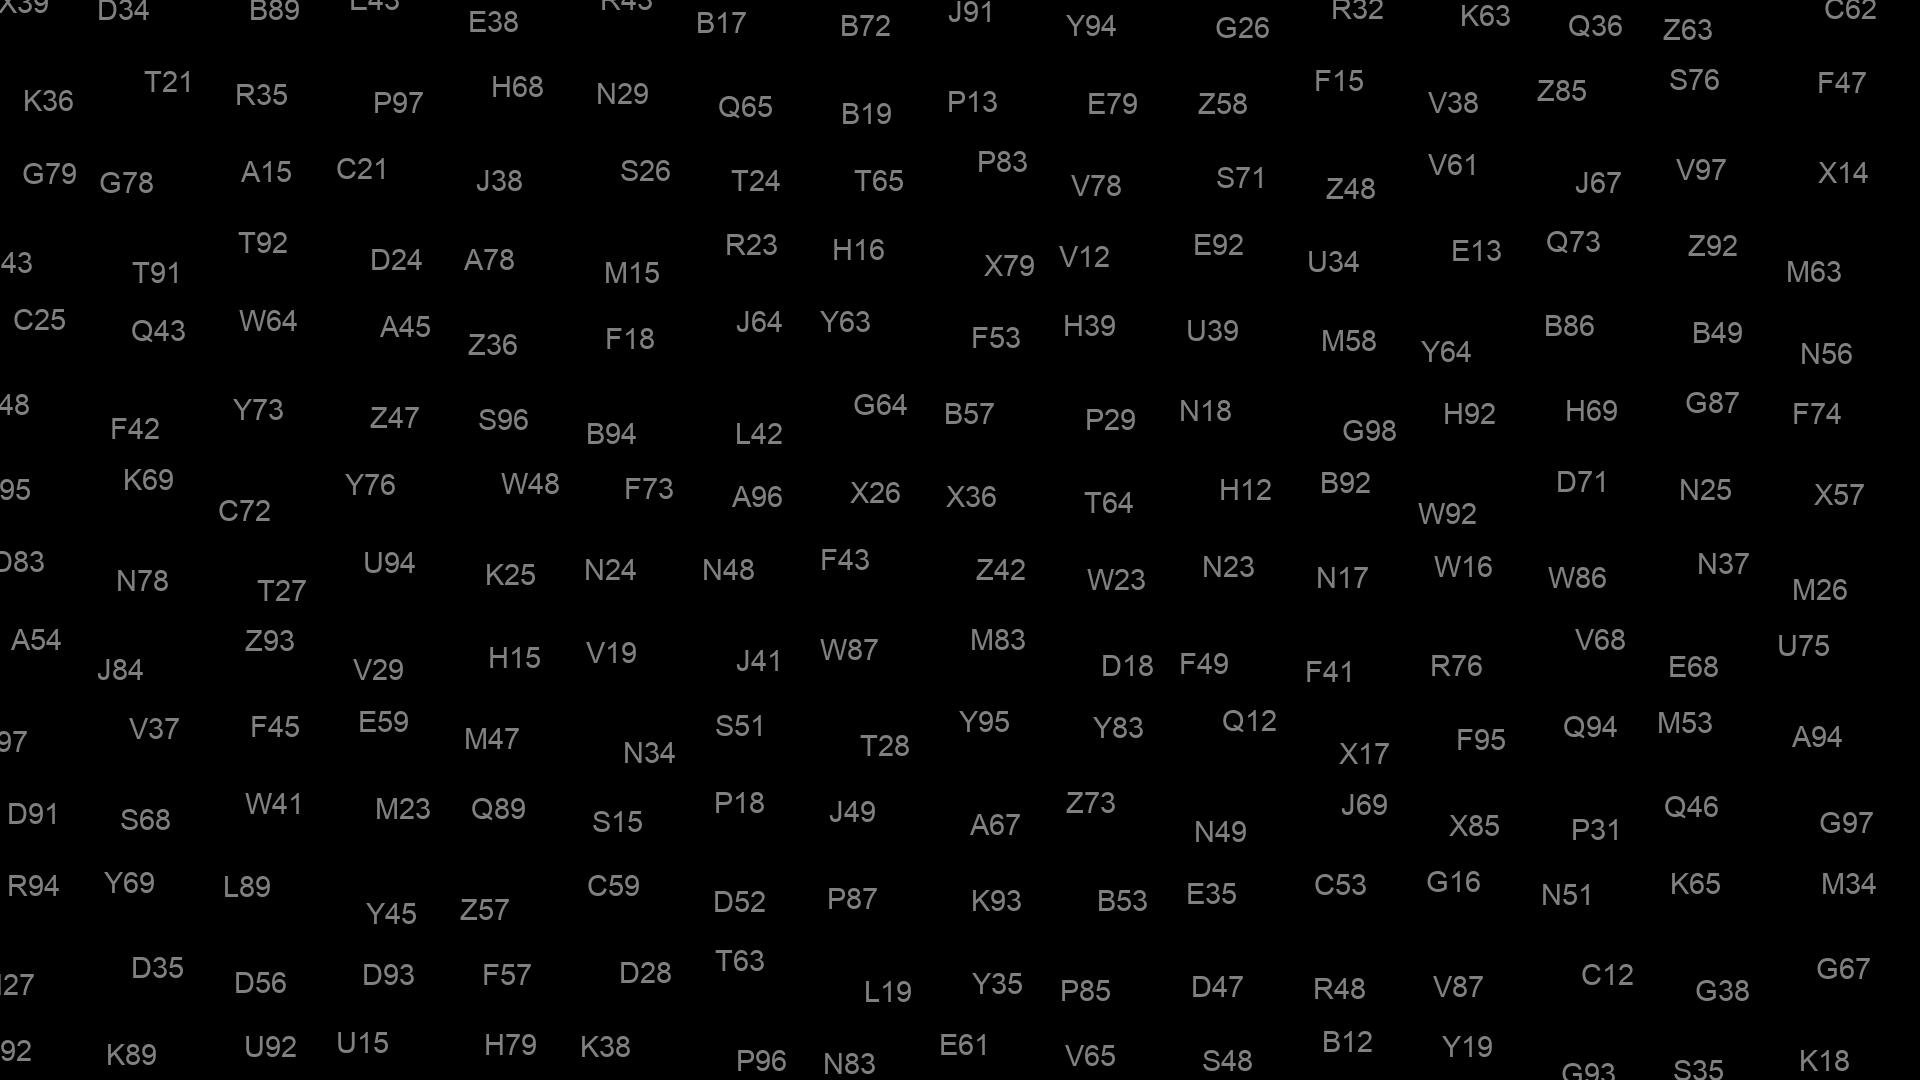 X39 D34 B89 E38 R43 B17 B72 J91 Y94 G26 R32 K63 Q36 Z63 C62
K36 T21 R35 P97 H68 N29 Q65 B19 P13 E79 Z58 F15 V38 Z85 S76 F47
G79 G78 A15 C21 J38 S26 T24 T65 P83 V78 S71 Z48 V61 J67 V97 X14
43 T91 T92 D24 A78 M15 R23 H16 X79 V12 E92 U34 E13 Q73 Z92 M63
C25 Q43 W64 A45 Z36 F18 J64 Y63 F53 H39 U39 M58 Y64 B86 B49 N56
48 F42 Y73 Z47 S96 B94 L42 G64 B57 P29 N18 G98 H92 H69 G87 F74
95 K69 C72 Y76 W48 F73 A96 X26 X36 T64 H12 B92 W92 D71 N25 X57
D83 N78 T27 U94 K25 N24 N48 F43 Z42 W23 N23 N17 W16 W86 N37 M26
A54 J84 Z93 V29 H15 V19 J41 W87 M83 D18 F49 F41 R76 V68 E68 U75
97 V37 F45 E59 M47 N34 S51 T28 Y95 Y83 Q12 X17 F95 Q94 M53 A94
D91 S68 W41 M23 Q89 S15 P18 J49 A67 Z73 N49 J69 X85 P31 Q46 G97
R94 Y69 L89 Y45 Z57 C59 D52 P87 K93 B53 E35 C53 G16 N51 K65 M34
27 D35 D56 D93 F57 D28 T63 L19 Y35 P85 D47 R48 V87 C12 G38 G67
92 K89 U92 U15 H79 K38 P96 N83 E61 V65 S48 B12 Y19 G93 S35 K18